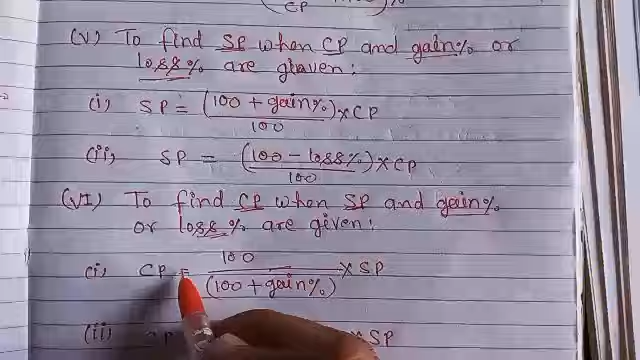 CP
(V) To find SP when CP and gain% or
loss% are giaven:
(i) SP = (100 + gain%) × CP
100
(ii) SP = (100 - loss%) × CP
100
(VI) To find CP when SP and gain%
or loss% are given:
(i) CP = 100 × SP
(100 + gain%)
(ii) × SP